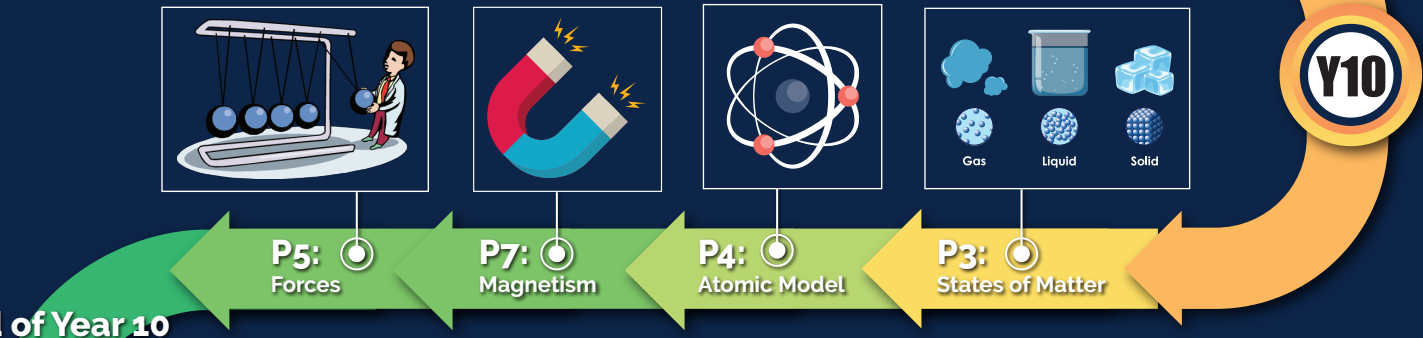 Y10
Gas Liquid Solid
P5: P7: P4: P3:
Forces Magnetism Atomic Model States of Matter
of Year 10